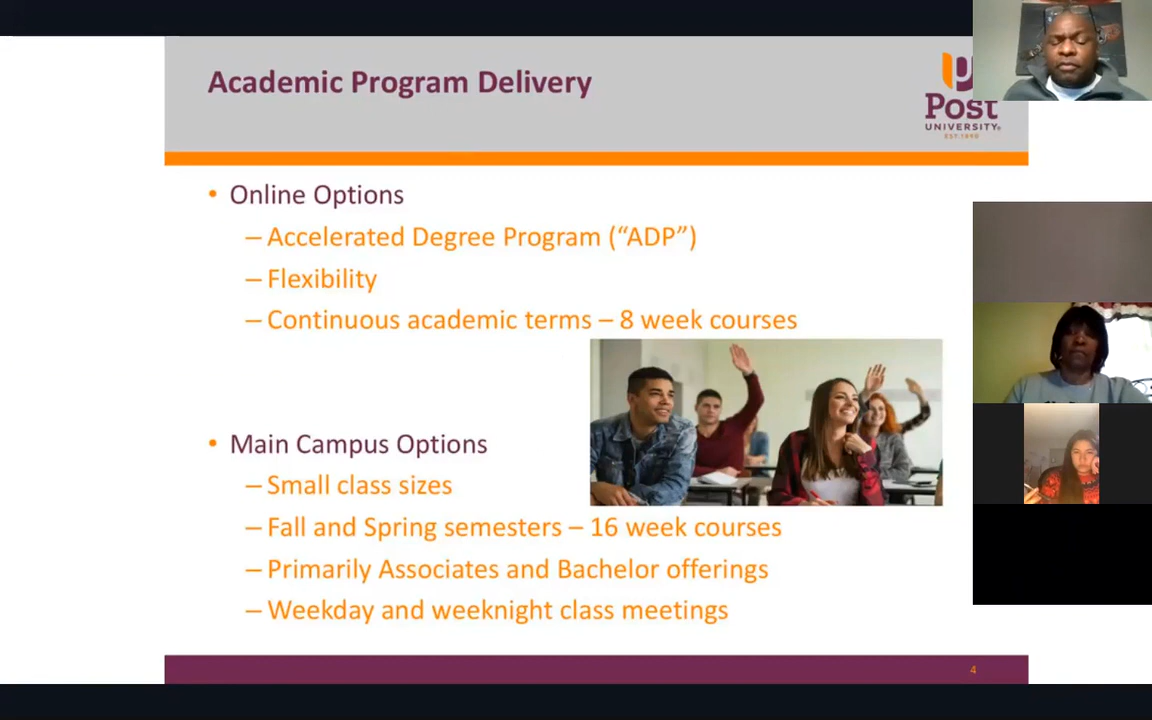 Academic Program Delivery
Post
UNIVERSITY®
EST. 1890
• Online Options
– Accelerated Degree Program (“ADP”)
– Flexibility
– Continuous academic terms – 8 week courses
• Main Campus Options
– Small class sizes
– Fall and Spring semesters – 16 week courses
– Primarily Associates and Bachelor offerings
– Weekday and weeknight class meetings
4